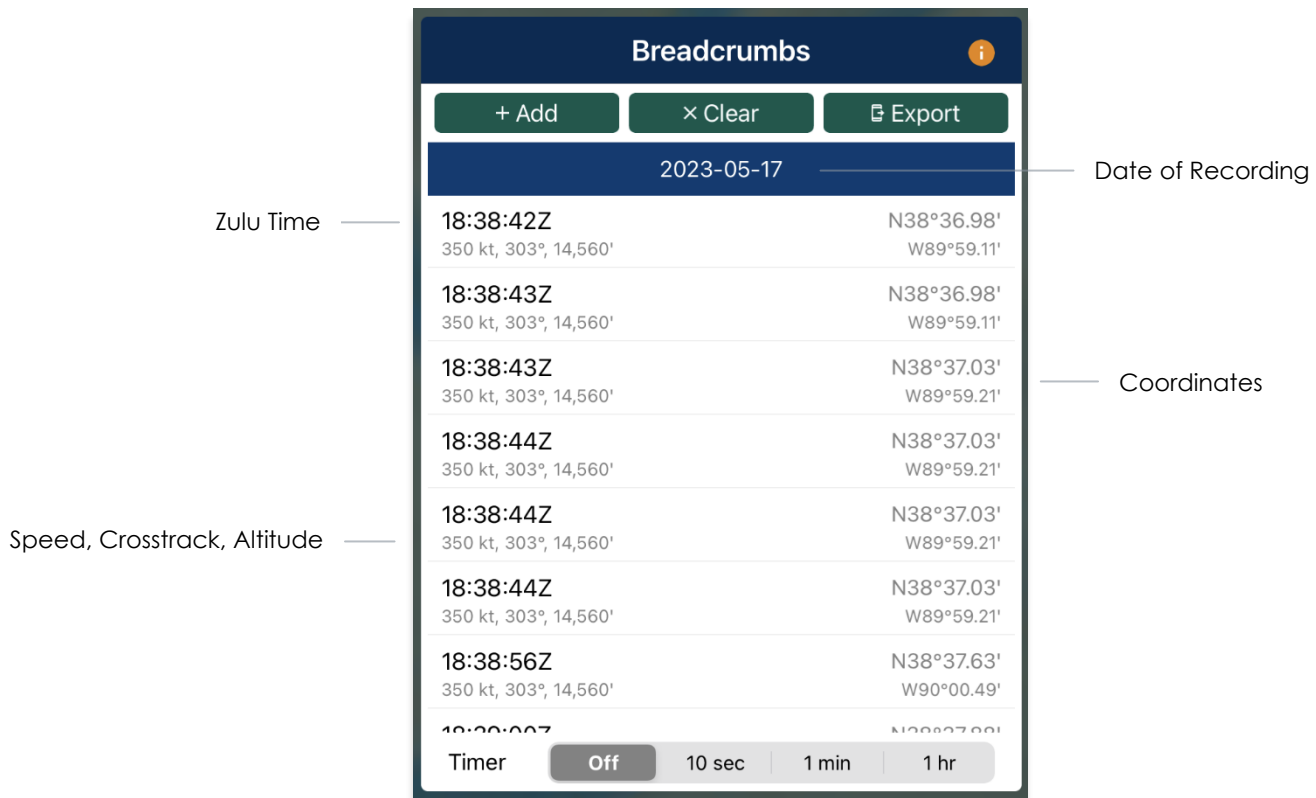 Breadcrumbs
+ Add
× Clear
Export
2023-05-17
Date of Recording
Zulu Time
18:38:42Z
N38°36.98'
350 kt, 303°, 14,560'
W89°59.11'
18:38:43Z
N38°36.98'
350 kt, 303°, 14,560'
W89°59.11'
18:38:43Z
N38°37.03'
350 kt, 303°, 14,560'
W89°59.21'
Coordinates
18:38:44Z
N38°37.03'
350 kt, 303°, 14,560'
W89°59.21'
Speed, Crosstrack, Altitude
18:38:44Z
N38°37.03'
350 kt, 303°, 14,560'
W89°59.21'
18:38:44Z
N38°37.03'
350 kt, 303°, 14,560'
W89°59.21'
18:38:56Z
N38°37.63'
350 kt, 303°, 14,560'
W90°00.49'
Timer
Off
10 sec
1 min
1 hr